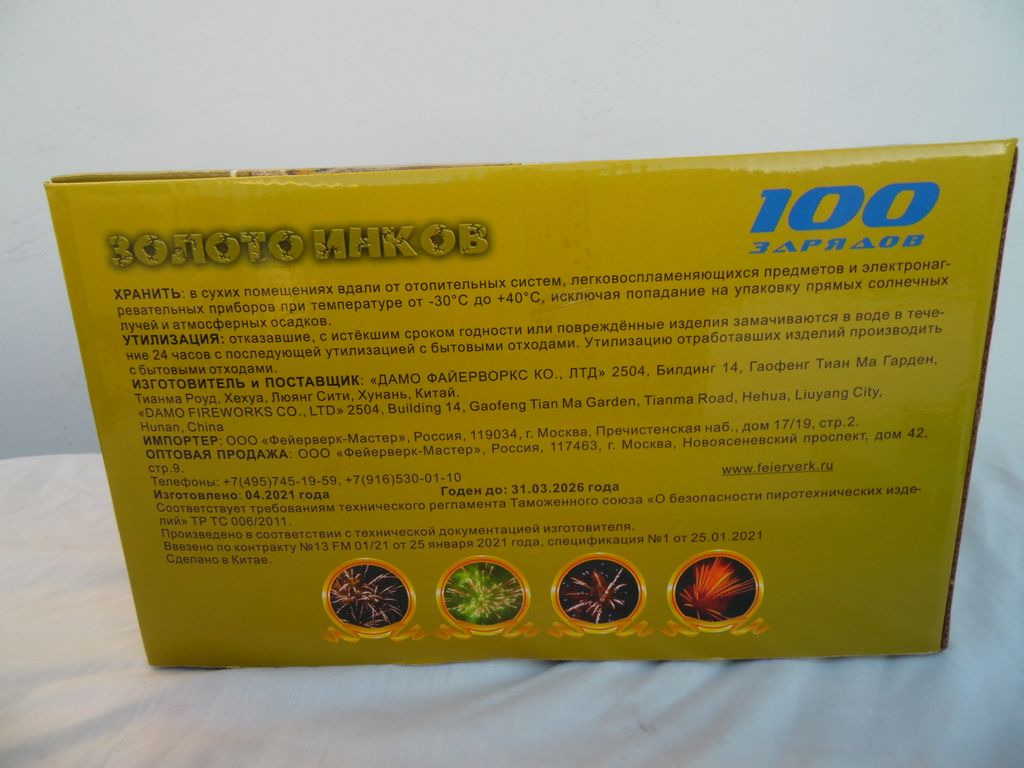 ЗОЛОТО ИНКОВ
100
ЗАРЯДОВ
ХРАНИТЬ: в сухих помещениях вдали от отопительных систем, легковоспламеняющихся предметов и электронаг-
ревательных приборов при температуре от -30°С до +40°С, исключая попадание на упаковку прямых солнечных
лучей и атмосферных осадков.
УТИЛИЗАЦИЯ: отказавшие, с истёкшим сроком годности или повреждённые изделия замачиваются в воде в тече-
ние 24 часов с последующей утилизацией с бытовыми отходами. Утилизацию отработавших изделий производить
с бытовыми отходами.
ИЗГОТОВИТЕЛЬ и ПОСТАВЩИК: «ДАМО ФАЙЕРВОРКС КО., ЛТД» 2504, Билдинг 14, Гаофенг Тиан Ма Гарден,
Тианма Роуд, Хехуа, Люянг Сити, Хунань, Китай.
«DAMO FIREWORKS CO., LTD» 2504, Building 14, Gaofeng Tian Ma Garden, Tianma Road, Hehua, Liuyang City,
Hunan, China
ИМПОРТЕР: ООО «Фейерверк-Мастер», Россия, 119034, г. Москва, Пречистенская наб., дом 17/19, стр.2.
ОПТОВАЯ ПРОДАЖА: ООО «Фейерверк-Мастер», Россия, 117463, г. Москва, Новоясеневский проспект, дом 42,
стр.9.
Телефоны: +7(495)745-19-59, +7(916)530-01-10 www.feierverk.ru
Изготовлено: 04.2021 года Годен до: 31.03.2026 года
Соответствует требованиям технического регламента Таможенного союза «О безопасности пиротехнических изде-
лий» ТР ТС 006/2011.
Произведено в соответствии с технической документацией изготовителя.
Ввезено по контракту №13 FM 01/21 от 25 января 2021 года, спецификация №1 от 25.01.2021
Сделано в Китае.